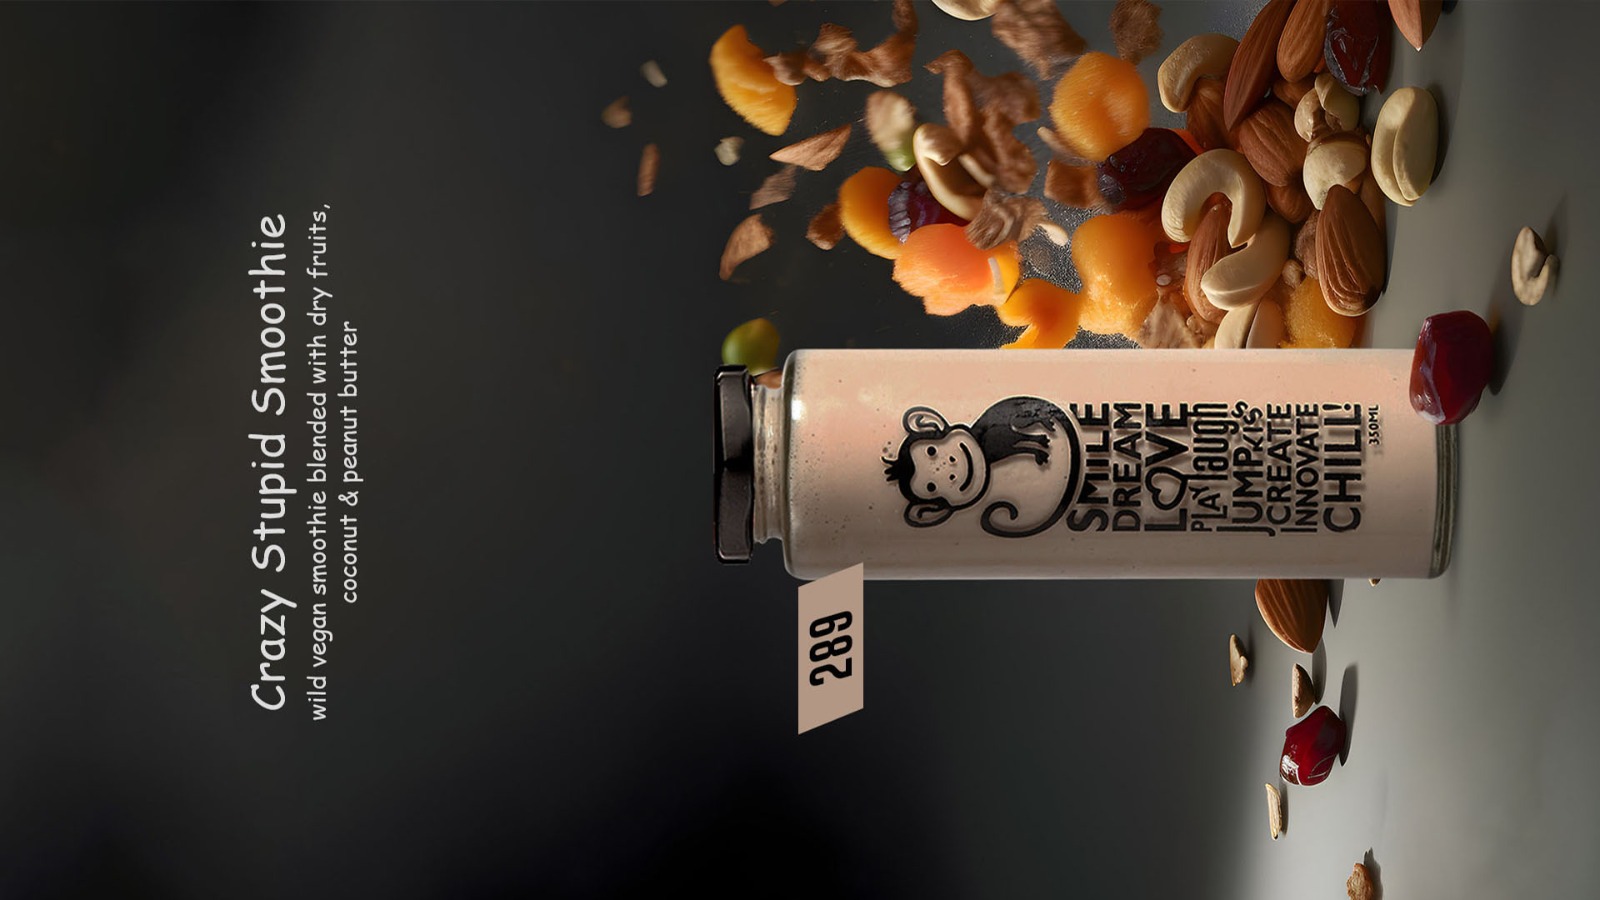 Crazy Stupid Smoothie
wild vegan smoothie blended with dry fruits,
coconut & peanut butter
289
SMILE
DREAM
LOVE
PLAY laugh
JUMP KISS
CREATE
INNOVATE
CHILL!
350ML